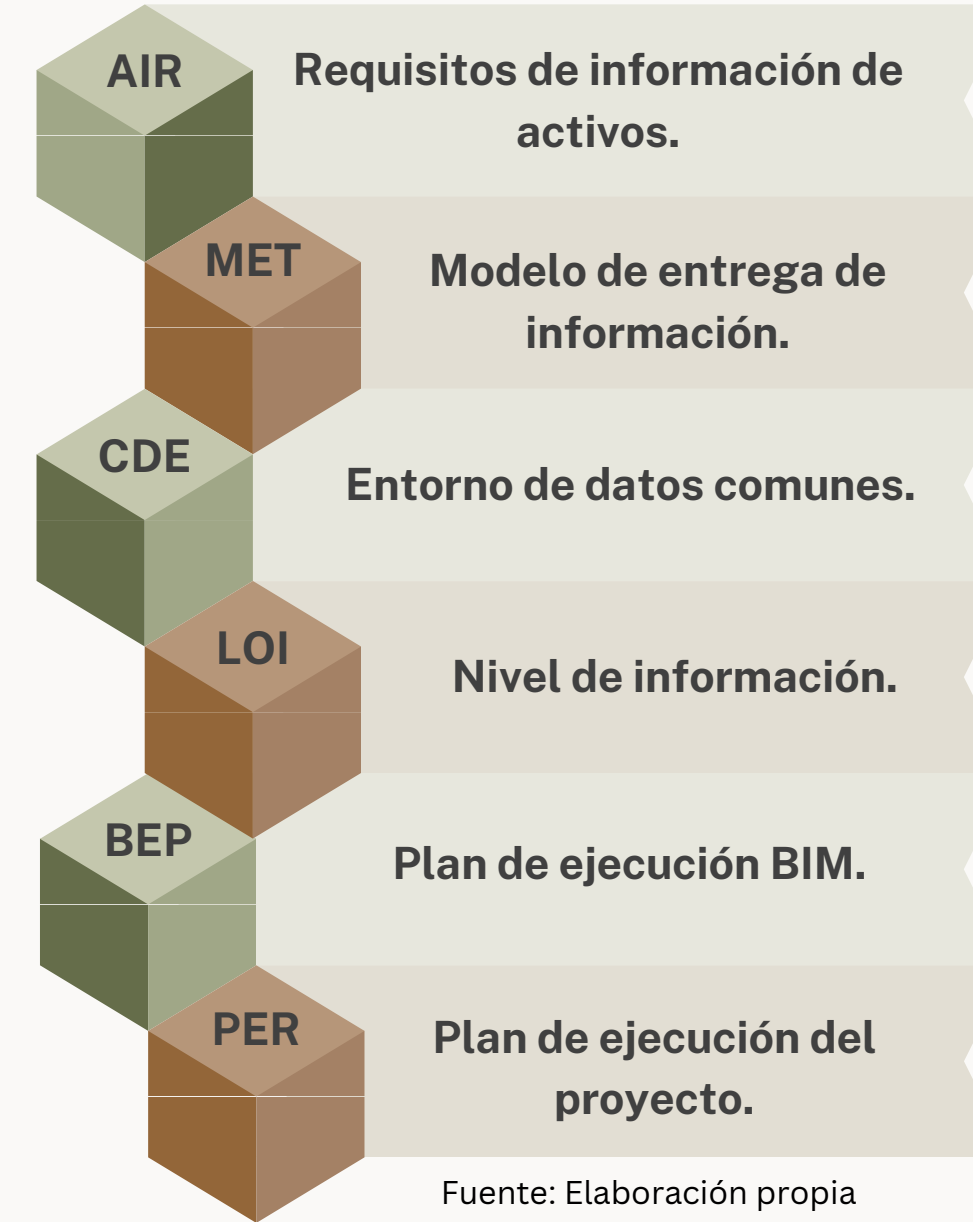 AIR
Requisitos de información de
activos.
MET
Modelo de entrega de
información.
CDE
Entorno de datos comunes.
LOI
Nivel de información.
BEP
Plan de ejecución BIM.
PER
Plan de ejecución del
proyecto.
Fuente: Elaboración propia